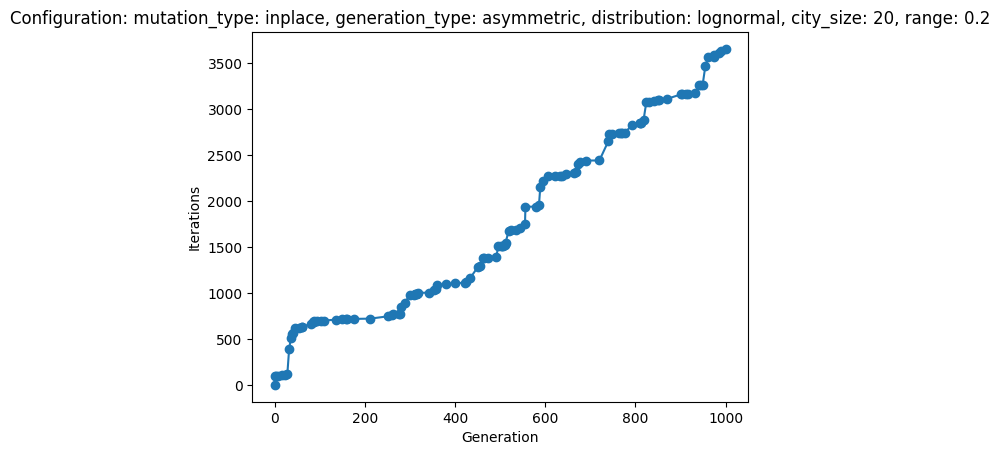 Configuration: mutation_type: inplace, generation_type: asymmetric, distribution: lognormal, city_size: 20, range: 0.2
3500
3000
2500
2000
1500
1000
500
0
Iterations
0 200 400 600 800 1000
Generation